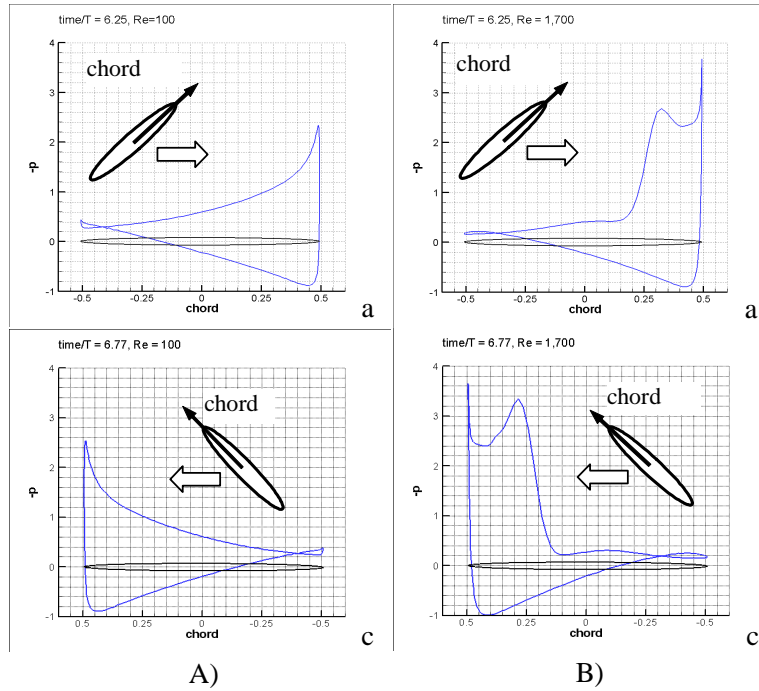 time/T = 6.25, Re=100
4
3
2
1
0
-1
-p
chord
-0.5 -0.25 0 0.25 0.5
chord
a
time/T = 6.25, Re = 1,700
4
3
2
1
0
-1
-p
chord
-0.5 -0.25 0 0.25 0.5
chord
a
time/T = 6.77, Re = 100
4
3
2
1
0
-1
-p
chord
0.5 0.25 0 -0.25 -0.5
chord
c
time/T = 6.77, Re = 1,700
4
3
2
1
0
-1
-p
chord
0.5 0.25 0 -0.25 -0.5
chord
c
A) B)